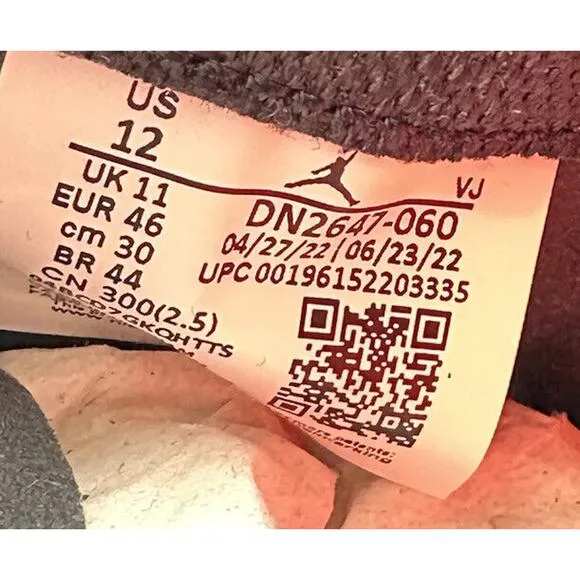 US
12
UK 11
EUR 46
cm 30
BR 44
CN 300(2.5)
VJ
DN2647-060
04/27/22 | 06/23/22
UPC 00196152203335